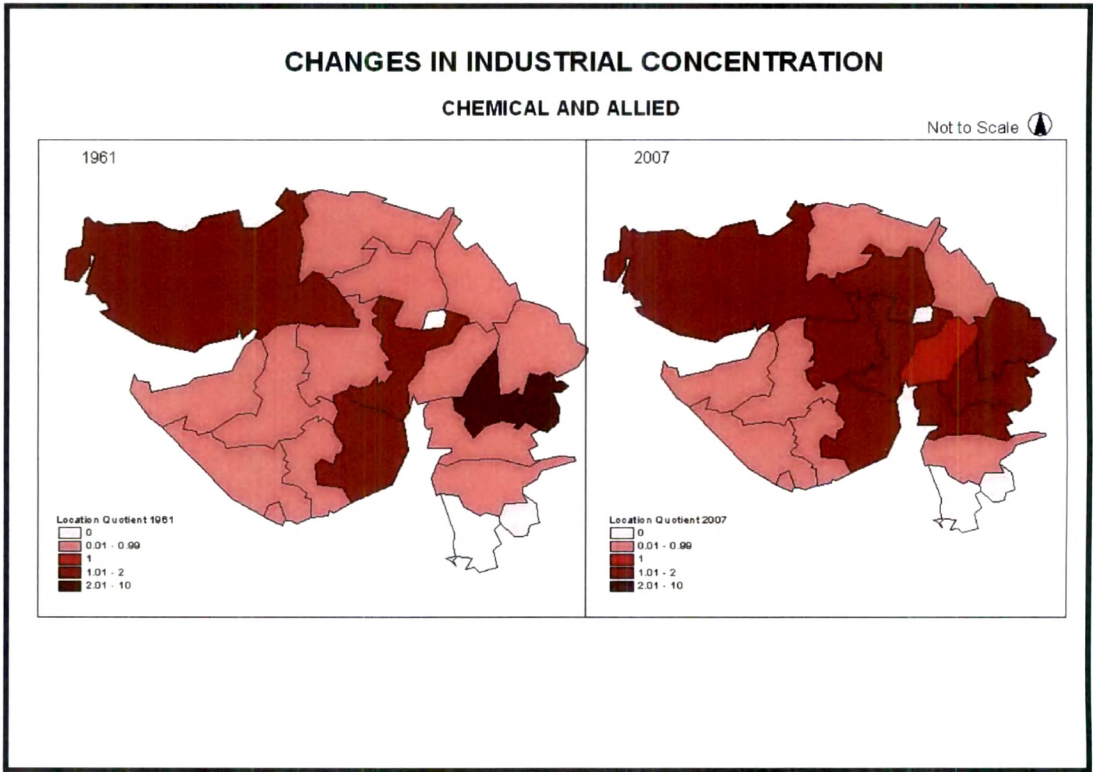 CHANGES IN INDUSTRIAL CONCENTRATION
CHEMICAL AND ALLIED
Not to Scale
1961
Location Quotient 1961
0
0.01 - 0.99
1
1.01 - 2
2.01 - 10
2007
Location Quotient 2007
0
0.01 - 0.99
1
1.01 - 2
2.01 - 10